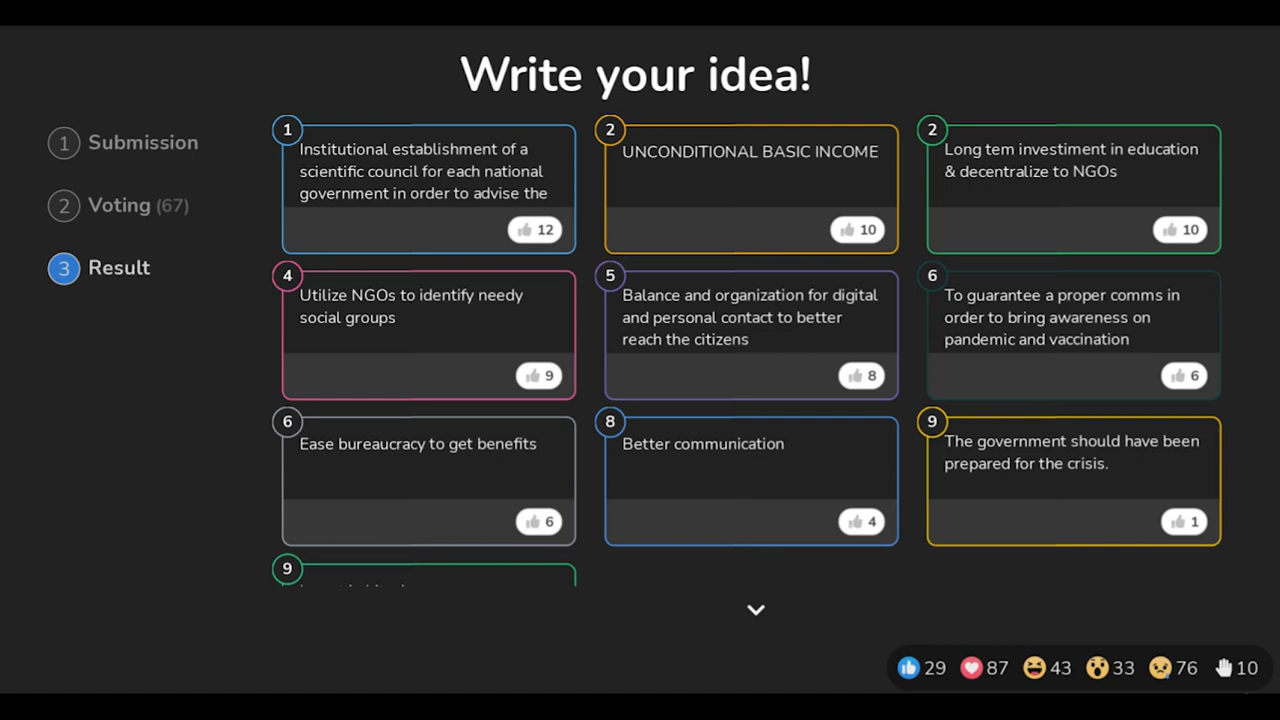 Write your idea!
1 Submission
2 Voting (67)
3 Result
1
Institutional establishment of a
scientific council for each national
government in order to advise the
12
2
UNCONDITIONAL BASIC INCOME
10
2
Long tem investiment in education
& decentralize to NGOs
10
4
Utilize NGOs to identify needy
social groups
9
5
Balance and organization for digital
and personal contact to better
reach the citizens
8
6
To guarantee a proper comms in
order to bring awareness on
pandemic and vaccination
6
6
Ease bureaucracy to get benefits
6
8
Better communication
4
9
The government should have been
prepared for the crisis.
1
9
29 87 43 33 76 10